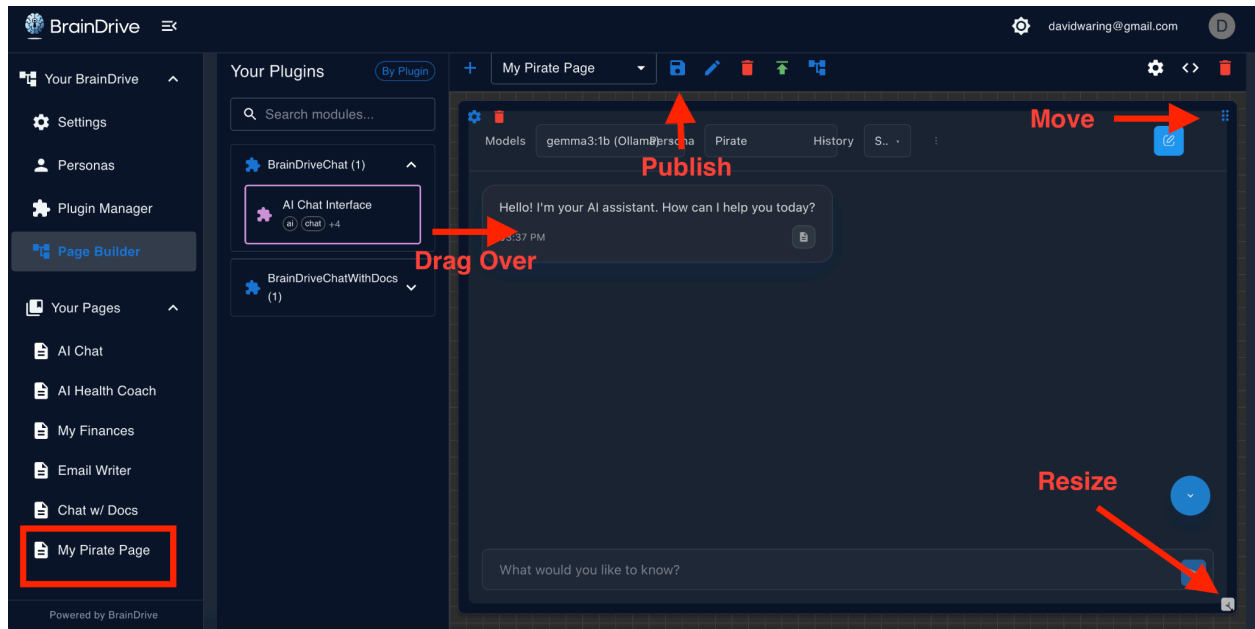 BrainDrive
davidwaring@gmail.com
D
Your BrainDrive
Settings
Personas
Plugin Manager
Page Builder
Your Pages
AI Chat
AI Health Coach
My Finances
Email Writer
Chat w/ Docs
My Pirate Page
Powered by BrainDrive
Your Plugins
By Plugin
Search modules...
BrainDriveChat (1)
AI Chat Interface
ai chat +4
BrainDriveChatWithDocs
(1)
Drag Over
My Pirate Page
Publish
Move
Models
gemma3:1b (Ollama)
Persona
Pirate
History
S..
Hello! I'm your AI assistant. How can I help you today?
:37 PM
Resize
What would you like to know?